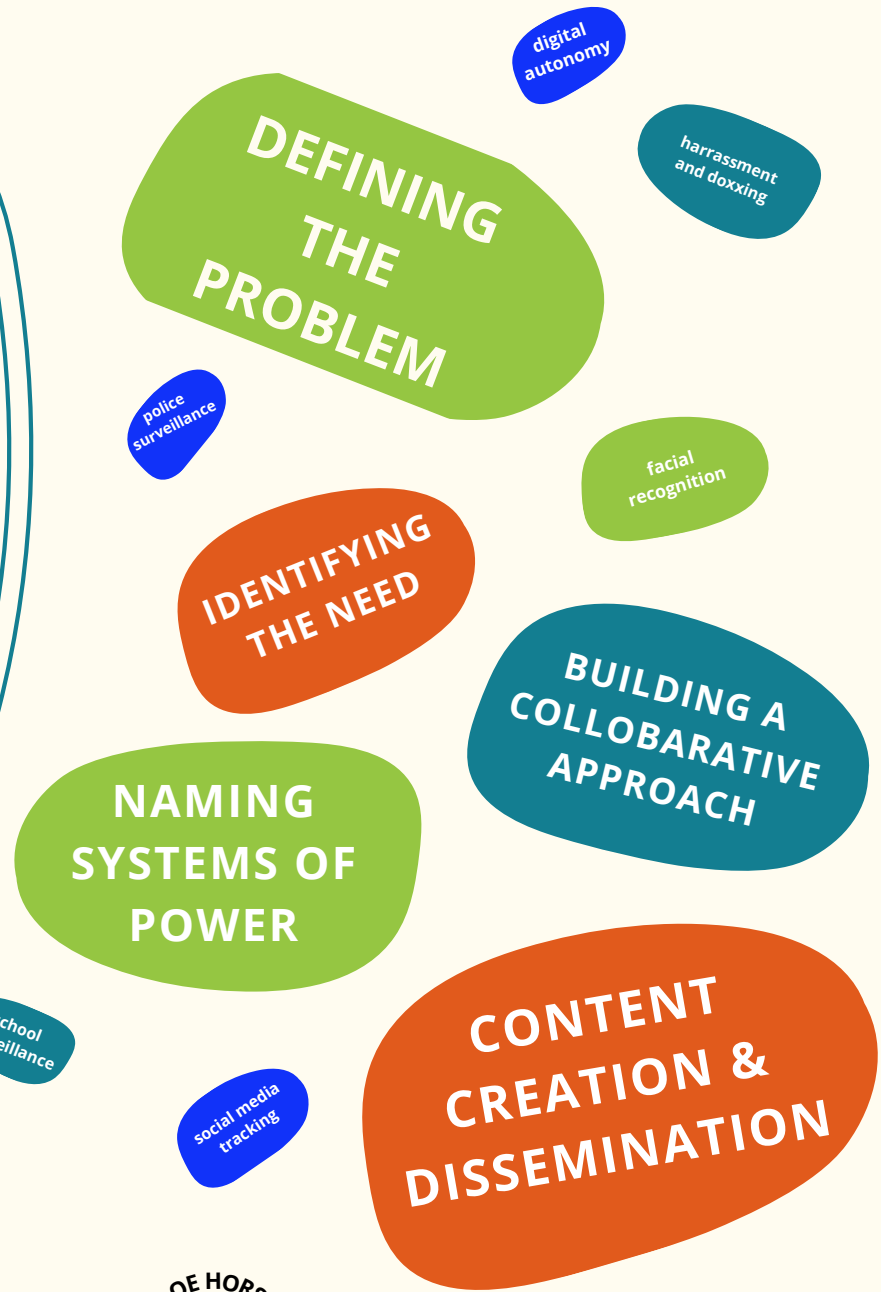 digital
autonomy
harrassment
and doxxing
DEFINING
THE
PROBLEM
police
surveillance
facial
recognition
IDENTIFYING
THE NEED
BUILDING A
COLLOBARATIVE
APPROACH
NAMING
SYSTEMS OF
POWER
CONTENT
CREATION &
DISSEMINATION
social media
tracking